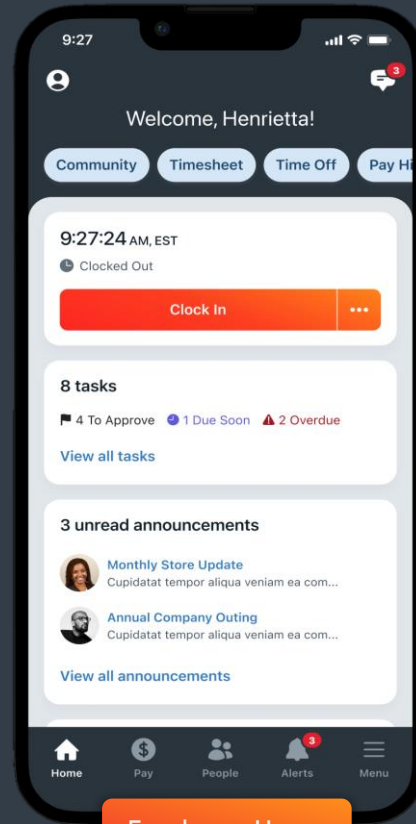 9:27
3
Welcome, Henrietta!
Community Timesheet Time Off Pay
9:27:24 AM, EST
Clocked Out
Clock In
8 tasks
4 To Approve 1 Due Soon 2 Overdue
View all tasks
3 unread announcements
Monthly Store Update
Cupidatat tempor aliqua veniam ea com...
Annual Company Outing
Cupidatat tempor aliqua veniam ea com...
View all announcements
$
3
Home Pay People Alerts Menu